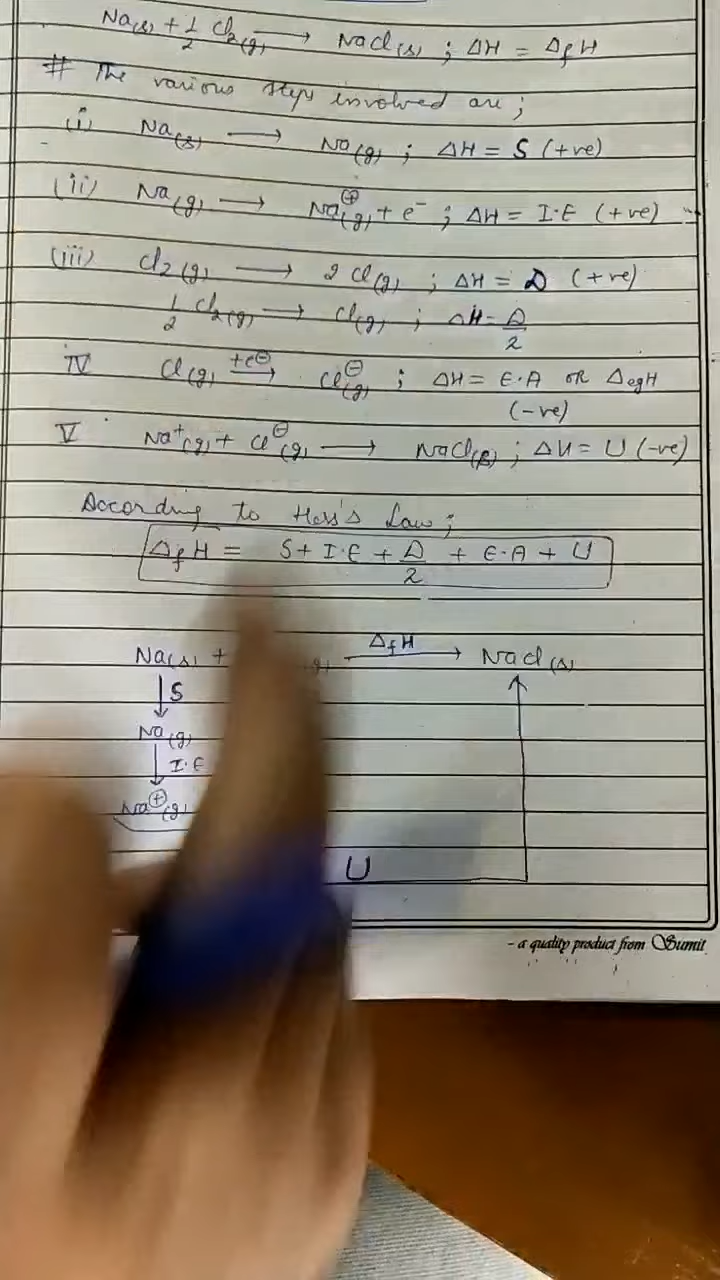 Na(s) + 1/2 Cl2(g) ⟶ NaCl(s) ; ΔH = ΔfH
# The various steps involved are ;
(i) Na(s) ⟶ Na(g) ; ΔH = S (+ve)
(ii) Na(g) ⟶ Na⊕(g) + e⁻ ; ΔH = I·E (+ve)
(iii) Cl2(g) ⟶ 2 Cl(g) ; ΔH = D (+ve)
1/2 Cl2(g) ⟶ Cl(g) ; ΔH = D/2
IV Cl(g) +e⊖ ⟶ Cl⊖(g) ; ΔH = E·A OR ΔegH
(-ve)
V Na⁺(g) + Cl⊖(g) ⟶ NaCl(s) ; ΔH = U (-ve)
According to Hess's Law ;
ΔfH = S + I·E + D/2 + E·A + U
Na(s) + g) ΔfH ⟶ NaCl(s)
↓ S
Na(g)
↓ I·E
Na⊕(g)
U
- a quality product from Sumit